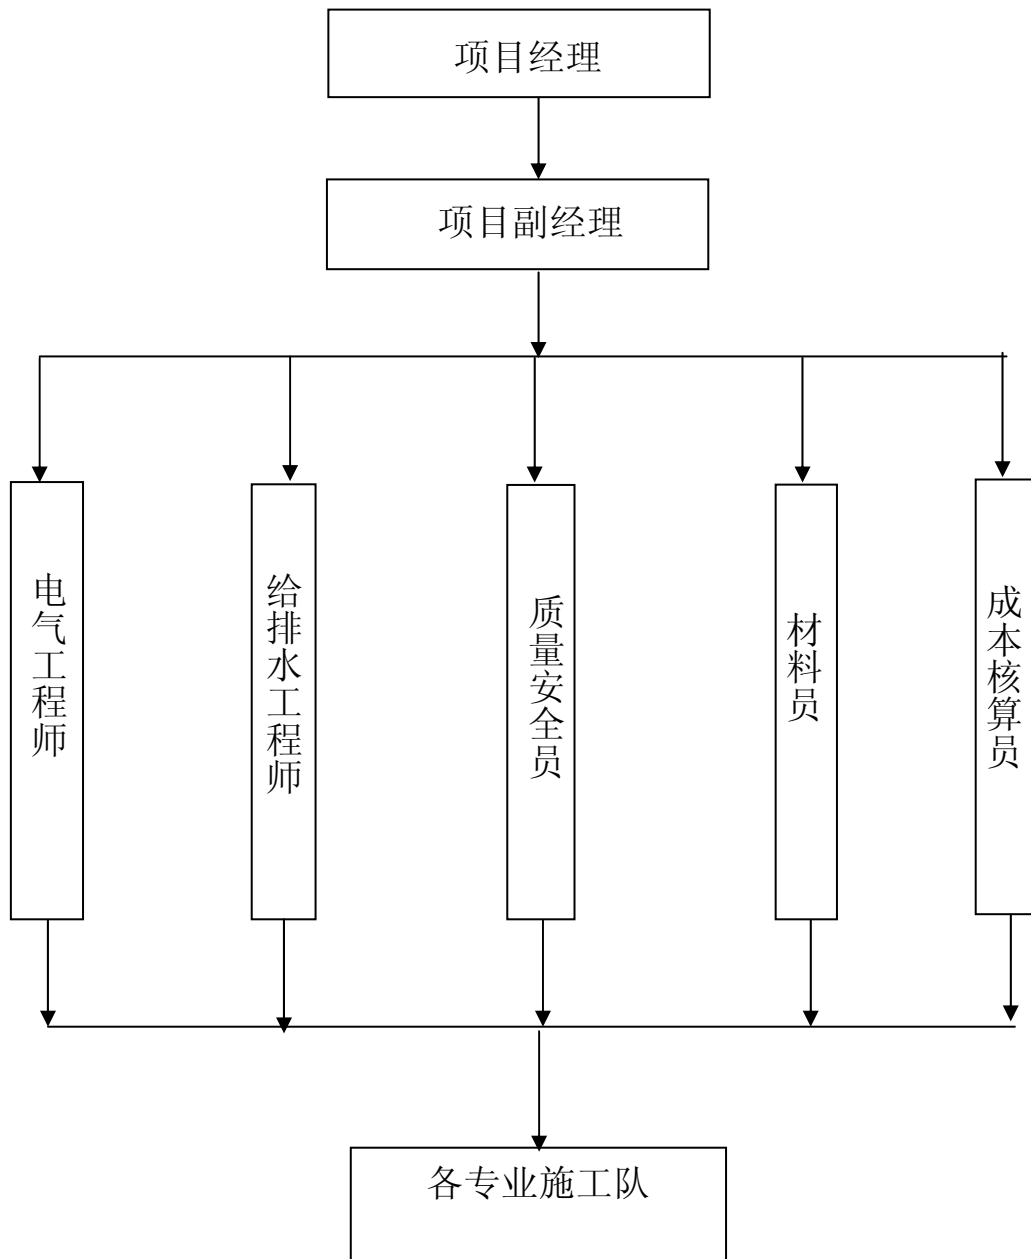 项目经理
项目副经理
电气工程师
给排水工程师
质量安全员
材料员
成本核算员
各专业施工队